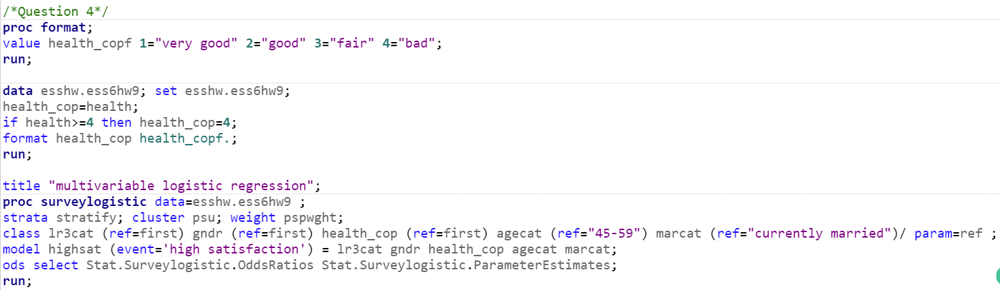 /*Question 4*/
proc format;
value health_copf 1="very good" 2="good" 3="fair" 4="bad";
run;
data esshw.ess6hw9; set esshw.ess6hw9;
health_cop=health;
if health>=4 then health_cop=4;
format health_cop health_copf.;
run;
title "multivariable logistic regression";
proc surveylogistic data=esshw.ess6hw9 ;
strata stratify; cluster psu; weight pspwght;
class lr3cat (ref=first) gndr (ref=first) health_cop (ref=first) agecat (ref="45-59") marcat (ref="currently married")/ param=ref ;
model highsat (event='high satisfaction') = lr3cat gndr health_cop agecat marcat;
ods select Stat.Surveylogistic.OddsRatios Stat.Surveylogistic.ParameterEstimates;
run;